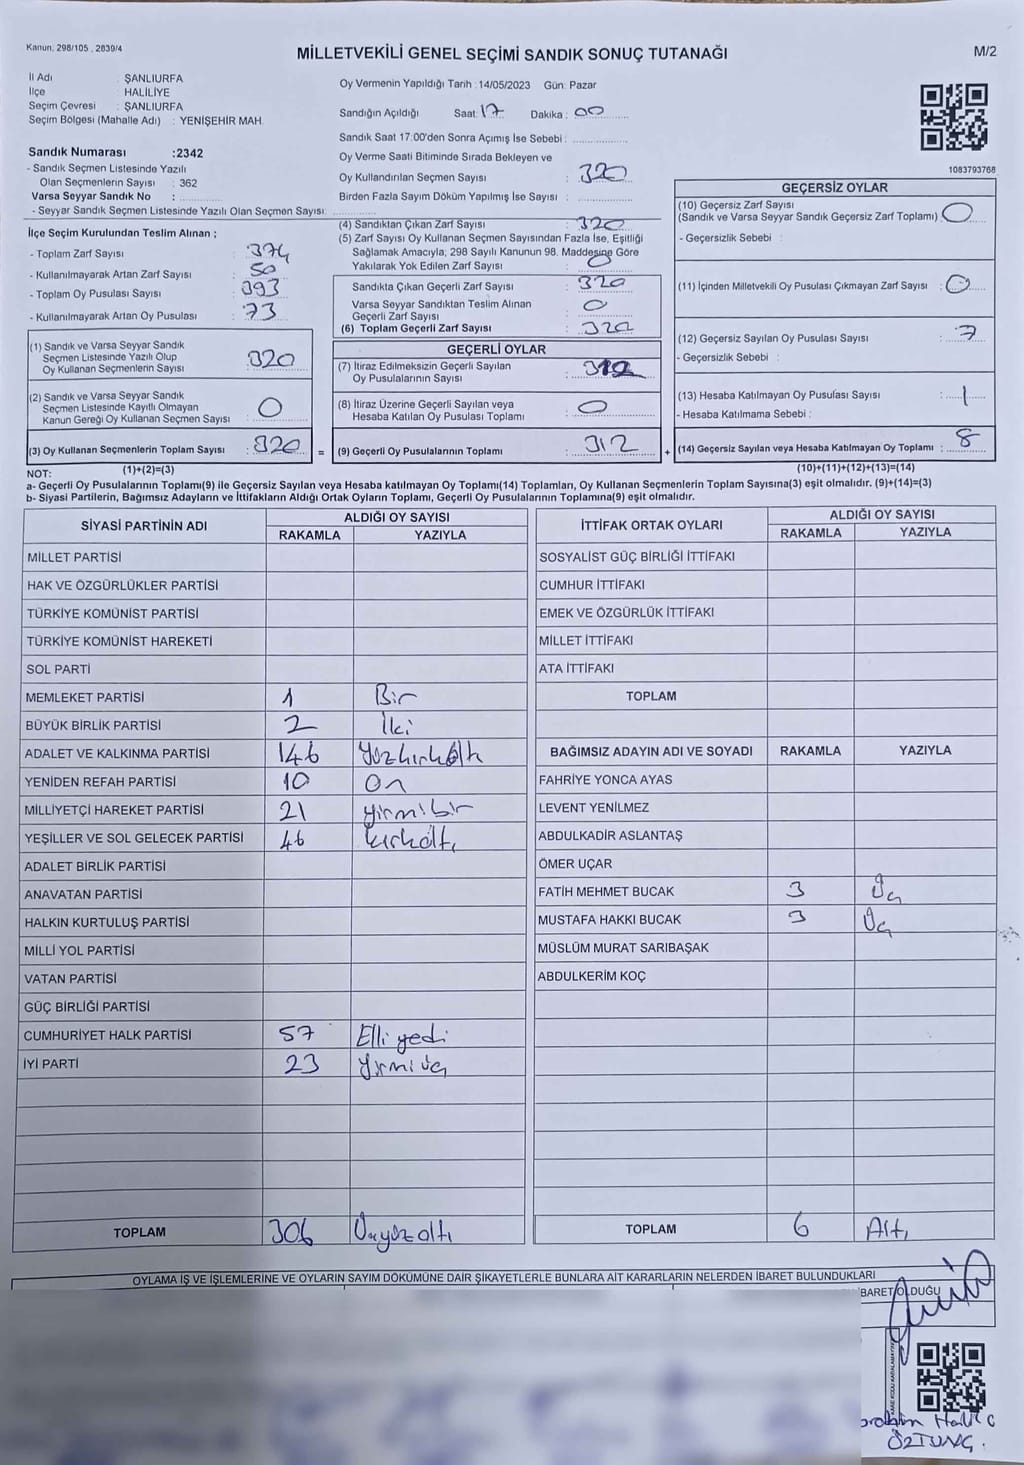 Kanun. 298/105 , 2839/4
MİLLETVEKİLİ GENEL SEÇİMİ SANDIK SONUÇ TUTANAĞI
M/2
İl Adı : ŞANLIURFA
İlçe : HALİLİYE
Seçim Çevresi : ŞANLIURFA
Seçim Bölgesi (Mahalle Adı) : YENİŞEHİR MAH.
Sandık Numarası :2342
- Sandık Seçmen Listesinde Yazılı
Olan Seçmenlerin Sayısı : 362
Varsa Seyyar Sandık No :
- Seyyar Sandık Seçmen Listesinde Yazılı Olan Seçmen Sayısı:
İlçe Seçim Kurulundan Teslim Alınan ;
- Toplam Zarf Sayısı : 374
- Kullanılmayarak Artan Zarf Sayısı : 50
- Toplam Oy Pusulası Sayısı : 393
- Kullanılmayarak Artan Oy Pusulası : 73
(1) Sandık ve Varsa Seyyar Sandık
Seçmen Listesinde Yazılı Olup
Oy Kullanan Seçmenlerin Sayısı : 320
(2) Sandık ve Varsa Seyyar Sandık
Seçmen Listesinde Kayıtlı Olmayan
Kanun Gereği Oy Kullanan Seçmen Sayısı : 0
(3) Oy Kullanan Seçmenlerin Toplam Sayısı : 320 =
Oy Vermenin Yapıldığı Tarih : 14/05/2023 Gün: Pazar
Sandığın Açıldığı Saat: 17 Dakika : 00
Sandık Saat 17:00'den Sonra Açımış İse Sebebi :
Oy Verme Saati Bitiminde Sırada Bekleyen ve
Oy Kullandırılan Seçmen Sayısı : 320
Birden Fazla Sayım Döküm Yapılmış İse Sayısı :
(4) Sandıktan Çıkan Zarf Sayısı : 320
(5) Zarf Sayısı Oy Kullanan Seçmen Sayısından Fazla İse, Eşitliği
Sağlamak Amacıyla, 298 Sayılı Kanunun 98. Maddesine Göre
Yakılarak Yok Edilen Zarf Sayısı : 0
Sandıkta Çıkan Geçerli Zarf Sayısı : 320
Varsa Seyyar Sandıktan Teslim Alınan
Geçerli Zarf Sayısı : 0
(6) Toplam Geçerli Zarf Sayısı : 320
GEÇERLİ OYLAR
(7) İtiraz Edilmeksizin Geçerli Sayılan
Oy Pusulalarının Sayısı : 312
(8) İtiraz Üzerine Geçerli Sayılan veya
Hesaba Katılan Oy Pusulası Toplamı : 0
(9) Geçerli Oy Pusulalarının Toplamı : 312 +
1083793768
GEÇERSİZ OYLAR
(10) Geçersiz Zarf Sayısı
(Sandık ve Varsa Seyyar Sandık Geçersiz Zarf Toplamı) : 0
- Geçersizlik Sebebi :
(11) İçinden Milletvekili Oy Pusulası Çıkmayan Zarf Sayısı : 0
(12) Geçersiz Sayılan Oy Pusulası Sayısı : 7
- Geçersizlik Sebebi :
(13) Hesaba Katılmayan Oy Pusulası Sayısı : 1
- Hesaba Katılmama Sebebi :
(14) Geçersiz Sayılan veya Hesaba Katılmayan Oy Toplamı : 8
NOT: (1)+(2)=(3) (10)+(11)+(12)+(13)=(14)
a- Geçerli Oy Pusulalarının Toplamı(9) ile Geçersiz Sayılan veya Hesaba katılmayan Oy Toplamı(14) Toplamları, Oy Kullanan Seçmenlerin Toplam Sayısına(3) eşit olmalıdır. (9)+(14)=(3)
b- Siyasi Partilerin, Bağımsız Adayların ve İttifakların Aldığı Ortak Oyların Toplamı, Geçerli Oy Pusulalarının Toplamına(9) eşit olmalıdır.
SİYASİ PARTİNİN ADI ALDIĞI OY SAYISI
RAKAMLA YAZIYLA
MİLLET PARTİSİ
HAK VE ÖZGÜRLÜKLER PARTİSİ
TÜRKİYE KOMÜNİST PARTİSİ
TÜRKİYE KOMÜNİST HAREKETİ
SOL PARTİ
MEMLEKET PARTİSİ 1 Bir
BÜYÜK BİRLİK PARTİSİ 2 İki
ADALET VE KALKINMA PARTİSİ 146 Yüzkırkaltı
YENİDEN REFAH PARTİSİ 10 On
MİLLİYETÇİ HAREKET PARTİSİ 21 yirmibir
YEŞİLLER VE SOL GELECEK PARTİSİ 46 kırkaltı
ADALET BİRLİK PARTİSİ
ANAVATAN PARTİSİ
HALKIN KURTULUŞ PARTİSİ
MİLLİ YOL PARTİSİ
VATAN PARTİSİ
GÜÇ BİRLİĞİ PARTİSİ
CUMHURİYET HALK PARTİSİ 57 Elli yedi
İYİ PARTİ 23 Yirmi üç
TOPLAM 306 Üçyüz altı
İTTİFAK ORTAK OYLARI ALDIĞI OY SAYISI
RAKAMLA YAZIYLA
SOSYALİST GÜÇ BİRLİĞİ İTTİFAKI
CUMHUR İTTİFAKI
EMEK VE ÖZGÜRLÜK İTTİFAKI
MİLLET İTTİFAKI
ATA İTTİFAKI
TOPLAM
BAĞIMSIZ ADAYIN ADI VE SOYADI RAKAMLA YAZIYLA
FAHRİYE YONCA AYAS
LEVENT YENİLMEZ
ABDULKADİR ASLANTAŞ
ÖMER UÇAR
FATİH MEHMET BUCAK 3 Üç
MUSTAFA HAKKI BUCAK 3 Üç
MÜSLÜM MURAT SARIBAŞAK
ABDULKERİM KOÇ
TOPLAM 6 Altı
OYLAMA İŞ VE İŞLEMLERİNE VE OYLARIN SAYIM DÖKÜMÜNE DAİR ŞİKAYETLERLE BUNLARA AİT KARARLARIN NELERDEN İBARET BULUNDUKLARI
İBARET OLDUĞU
ÖZTUNÇ.